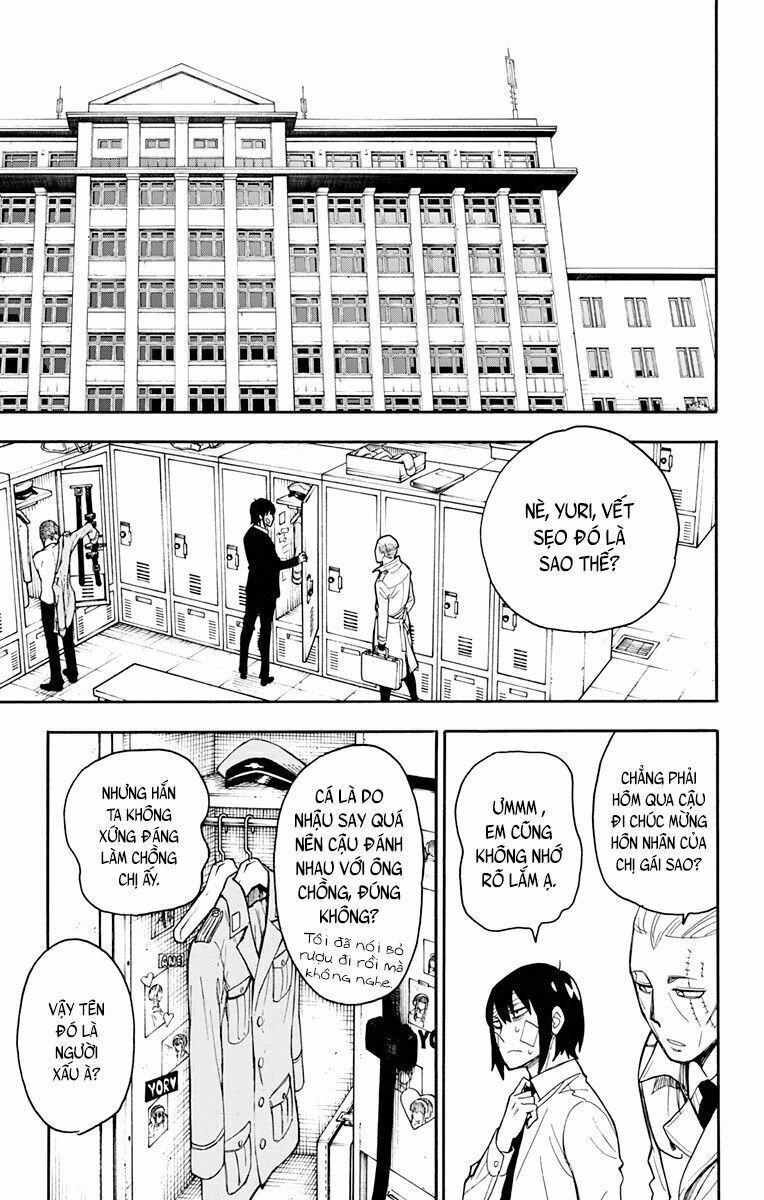 NÈ, YURI, VẾT
SẸO ĐÓ LÀ
SAO THẾ?
CHẲNG PHẢI
HÔM QUA CẬU
ĐI CHÚC MỪNG
HÔN NHÂN CỦA
CHỊ GÁI SAO?
ƯMMM ,
EM CŨNG
KHÔNG NHỚ
RÕ LẮM Ạ.
CÁ LÀ DO
NHẬU SAY QUÁ
NÊN CẬU ĐÁNH
NHAU VỚI ÔNG
CHỒNG, ĐÚNG
KHÔNG?
Tôi đã nói bỏ
rượu đi rồi mà
không nghe
NHƯNG HẮN
TA KHÔNG
XỨNG ĐÁNG
LÀM CHỒNG
CHỊ ẤY.
VẬY TÊN
ĐÓ LÀ
NGƯỜI
XẤU À?
YOR